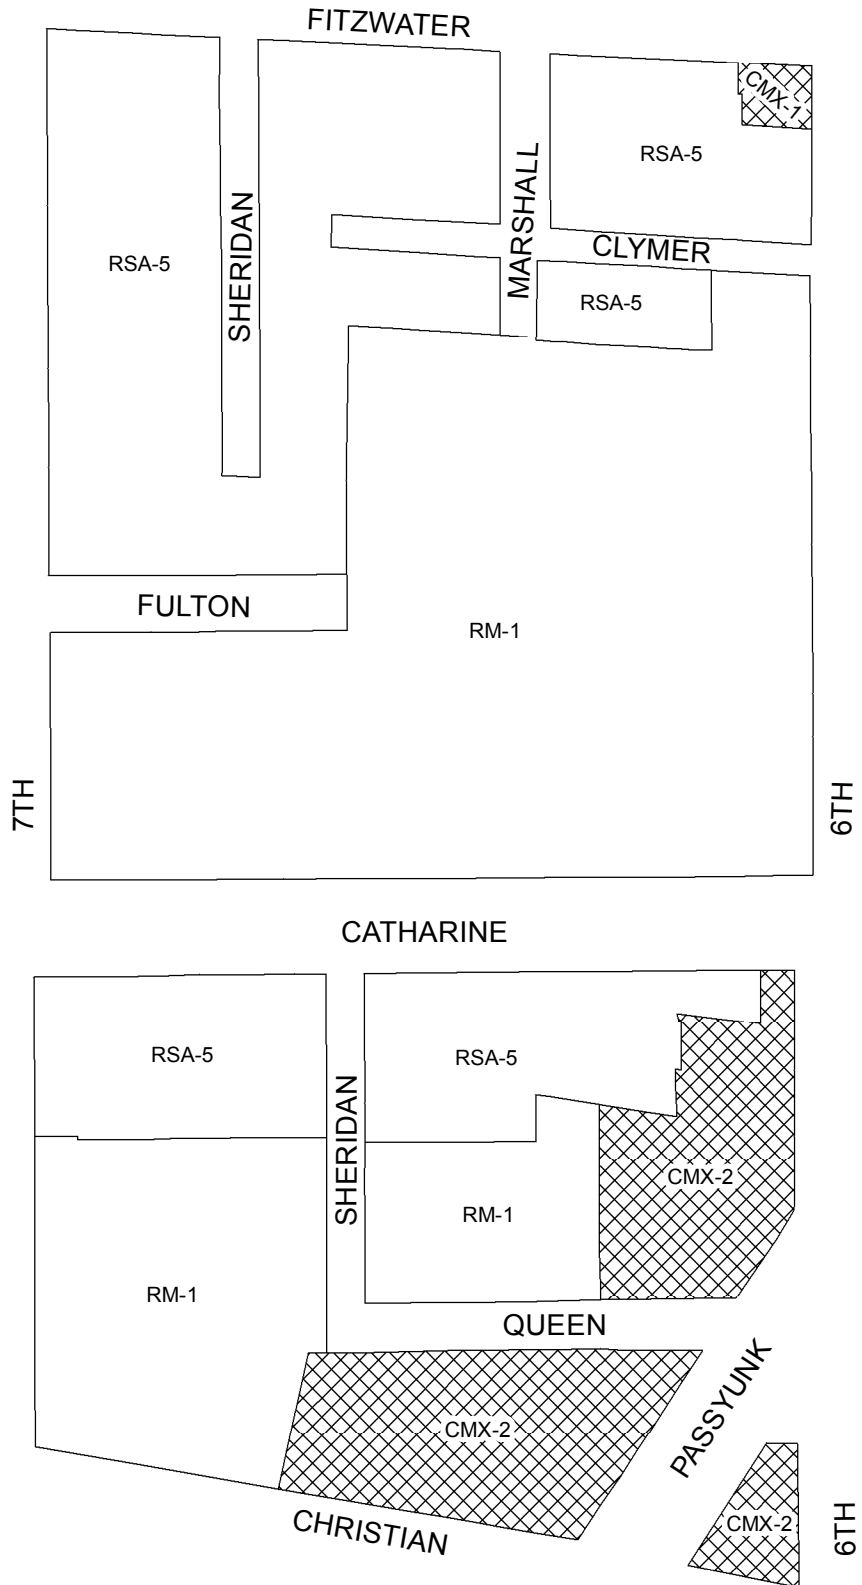 FITZWATER
CMX-1
RSA-5
MARSHALL
SHERIDAN
CLYMER
RSA-5
RSA-5
FULTON
RM-1
7TH
6TH
CATHARINE
RSA-5
RSA-5
SHERIDAN
CMX-2
RM-1
RM-1
QUEEN
PASSYUNK
CMX-2
CMX-2
CHRISTIAN
6TH